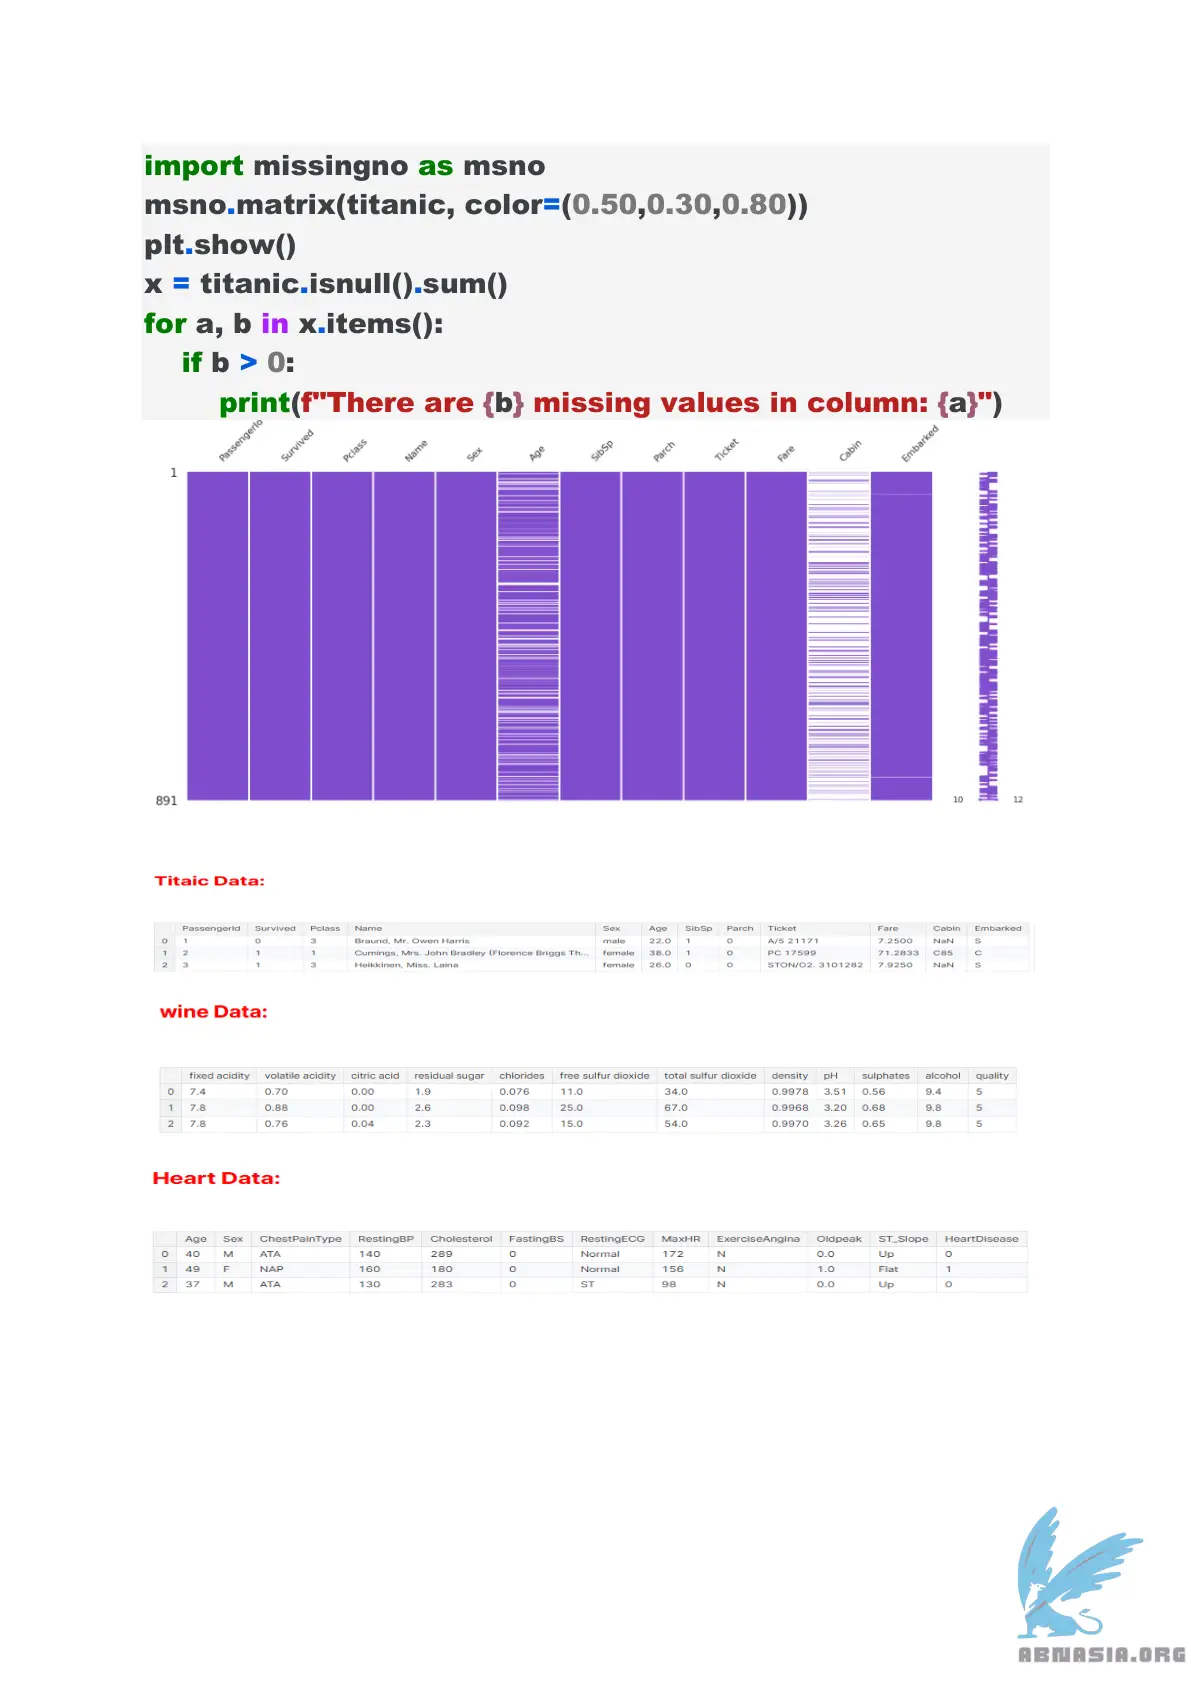 import missingno as msno
msno.matrix(titanic, color=(0.50,0.30,0.80))
plt.show()
x = titanic.isnull().sum()
for a, b in x.items():
if b > 0:
print(f"There are {b} missing values in column: {a}")
PassengerId Survived Pclass Name Sex Age SibSp Parch Ticket Fare Cabin Embarked
1
891
10 12
Titaic Data:
PassengerId Survived Pclass Name Sex Age SibSp Parch Ticket Fare Cabin Embarked
0 1 0 3 Braund, Mr. Owen Harris male 22.0 1 0 A/5 21171 7.2500 NaN S
1 2 1 1 Cumings, Mrs. John Bradley (Florence Briggs Th... female 38.0 1 0 PC 17599 71.2833 C85 C
2 3 1 3 Heikkinen, Miss. Laina female 26.0 0 0 STON/O2. 3101282 7.9250 NaN S
wine Data:
fixed acidity volatile acidity citric acid residual sugar chlorides free sulfur dioxide total sulfur dioxide density pH sulphates alcohol quality
0 7.4 0.70 0.00 1.9 0.076 11.0 34.0 0.9978 3.51 0.56 9.4 5
1 7.8 0.88 0.00 2.6 0.098 25.0 67.0 0.9968 3.20 0.68 9.8 5
2 7.8 0.76 0.04 2.3 0.092 15.0 54.0 0.9970 3.26 0.65 9.8 5
Heart Data:
Age Sex ChestPainType RestingBP Cholesterol FastingBS RestingECG MaxHR ExerciseAngina Oldpeak ST_Slope HeartDisease
0 40 M ATA 140 289 0 Normal 172 N 0.0 Up 0
1 49 F NAP 160 180 0 Normal 156 N 1.0 Flat 1
2 37 M ATA 130 283 0 ST 98 N 0.0 Up 0
ABNASIA.ORG